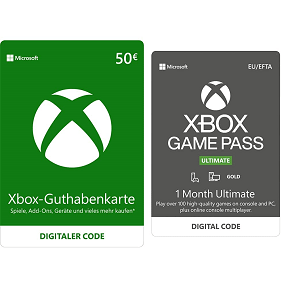 Microsoft
50€
Xbox-Guthabenkarte
Spiele, Add-Ons, Geräte und vieles mehr kaufen*
DIGITALER CODE
Microsoft
EU/EFTA
XBOX
GAME PASS
ULTIMATE
GOLD
1 Month Ultimate
Play over 100 high-quality games on console and PC,
plus online console multiplayer.
DIGITAL CODE